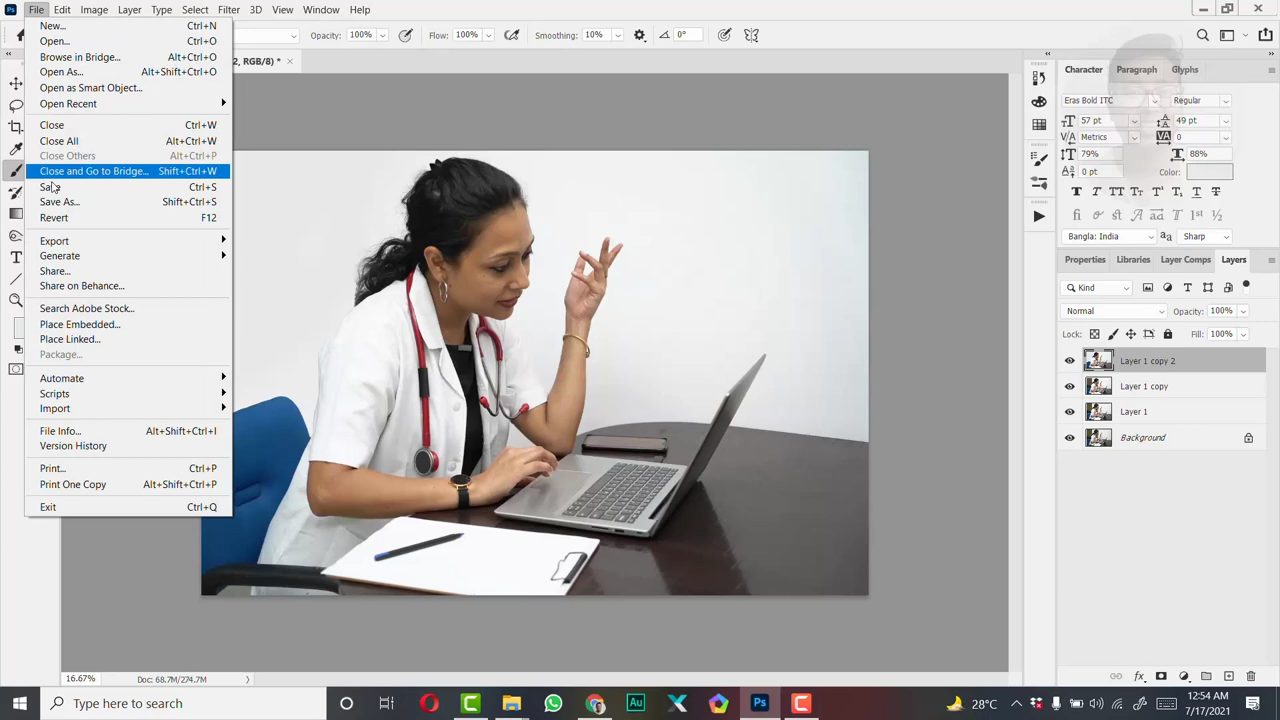 Ps File Edit Image Layer Type Select Filter 3D View Window Help
Opacity: 100% Flow: 100% Smoothing: 10% 0°
2, RGB/8) *
New... Ctrl+N
Open... Ctrl+O
Browse in Bridge... Alt+Ctrl+O
Open As... Alt+Shift+Ctrl+O
Open as Smart Object...
Open Recent
Close Ctrl+W
Close All Alt+Ctrl+W
Close Others Alt+Ctrl+P
Close and Go to Bridge... Shift+Ctrl+W
Save Ctrl+S
Save As... Shift+Ctrl+S
Revert F12
Export
Generate
Share...
Share on Behance...
Search Adobe Stock...
Place Embedded...
Place Linked...
Package...
Automate
Scripts
Import
File Info... Alt+Shift+Ctrl+I
Version History
Print... Ctrl+P
Print One Copy Alt+Shift+Ctrl+P
Exit Ctrl+Q
Character Paragraph Glyphs
Eras Bold ITC Regular
57 pt 49 pt
Metrics 0
79% 88%
0 pt Color:
Bangla: India aa Sharp
Properties Libraries Layer Comps Layers
Kind
Normal Opacity: 100%
Lock: Fill: 100%
Layer 1 copy 2
Layer 1 copy
Layer 1
Background
16.67% Doc: 68.7M/274.7M
Type here to search
Au Ps
28°C
12:54 AM
7/17/2021